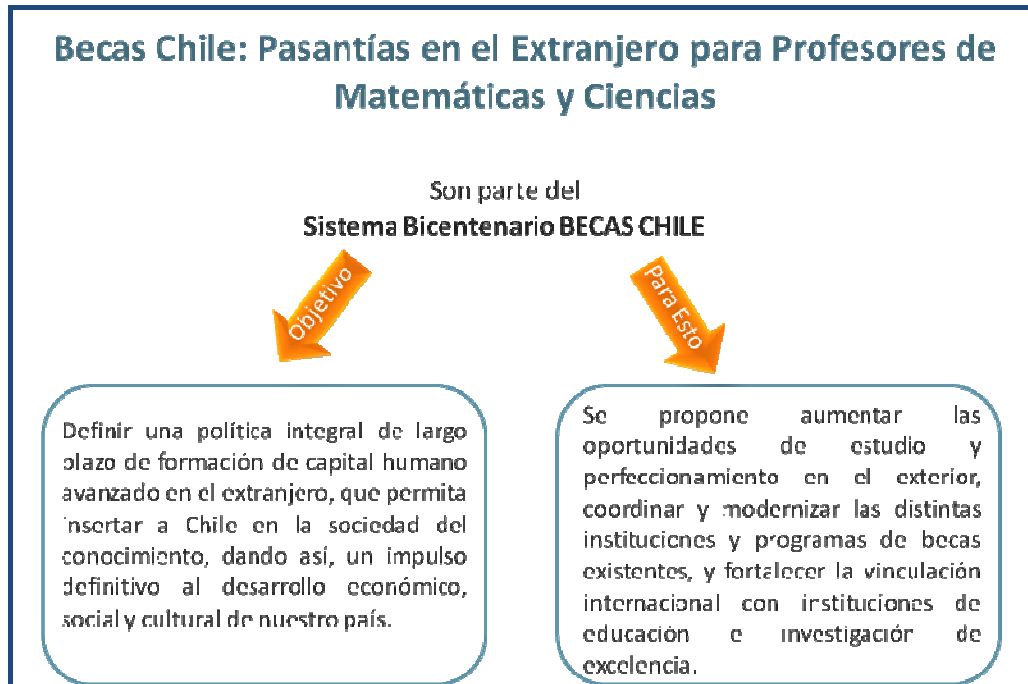 Becas Chile: Pasantías en el Extranjero para Profesores de
Matemáticas y Ciencias
Son parte del
Sistema Bicentenario BECAS CHILE
Objetivo
Para Esto
Definir una política integral de largo
plazo de formación de capital humano
avanzado en el extranjero, que permita
insertar a Chile en la sociedad del
conocimiento, dando así, un impulso
definitivo al desarrollo económico,
social y cultural de nuestro país.
Se propone aumentar las
oportunidades de estudio y
perfeccionamiento en el exterior,
coordinar y modernizar las distintas
instituciones y programas de becas
existentes, y fortalecer la vinculación
internacional con instituciones de
educación e investigación de
excelencia.